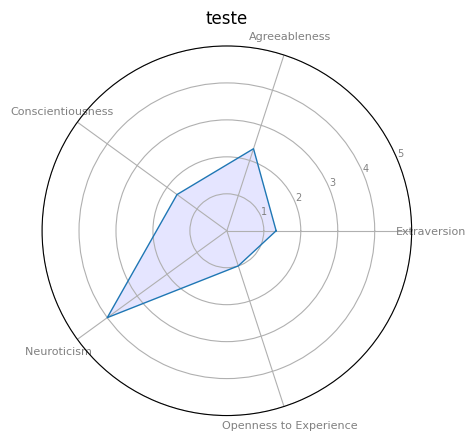 teste
Agreeableness
Conscientiousness
5
4
3
2
1
Extraversion
Neuroticism
Openness to Experience